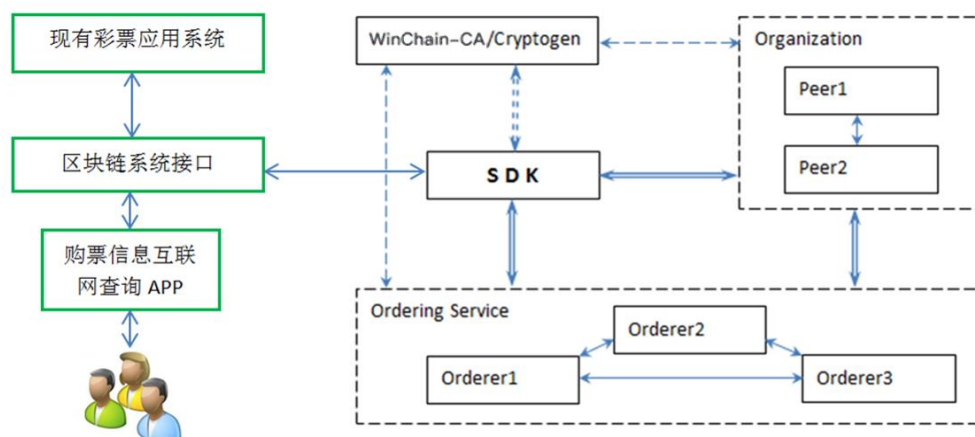 现有彩票应用系统
区块链系统接口
购票信息互联
网查询 APP
WinChain-CA/Cryptogen
SDK
Organization
Peer1
Peer2
Ordering Service
Orderer2
Orderer1
Orderer3